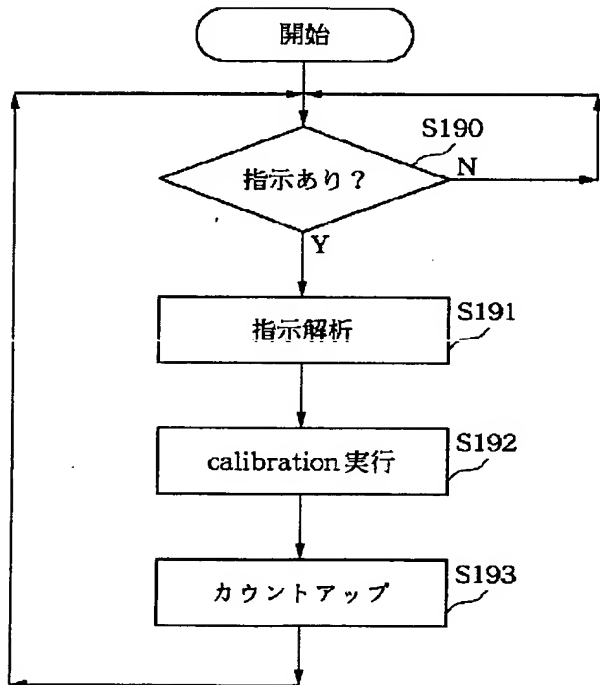 開始
S190
指示あり？
N
Y
S191
指示解析
S192
calibration実行
S193
カウントアップ